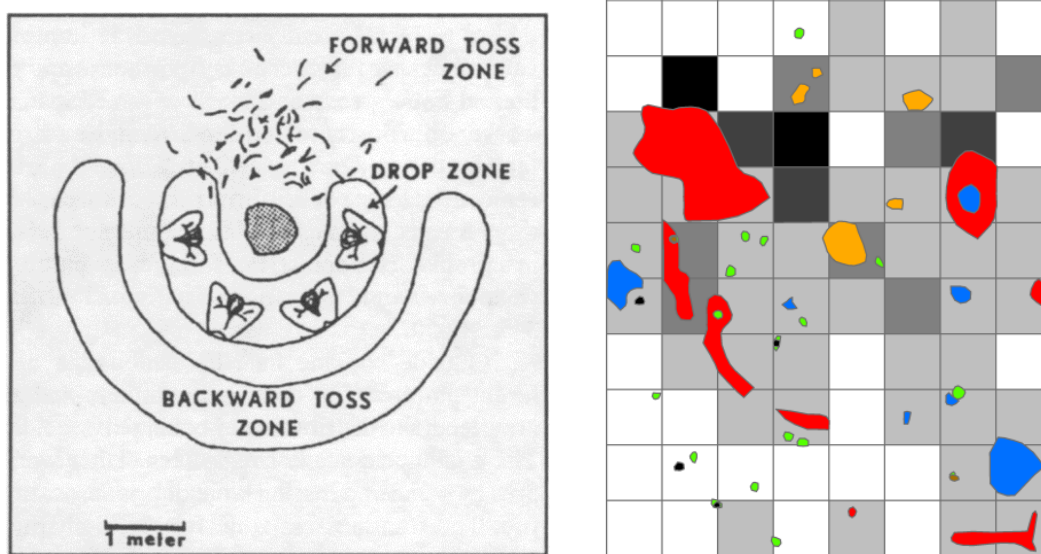 FORWARD TOSS
ZONE
DROP ZONE
BACKWARD TOSS
ZONE
1 meter